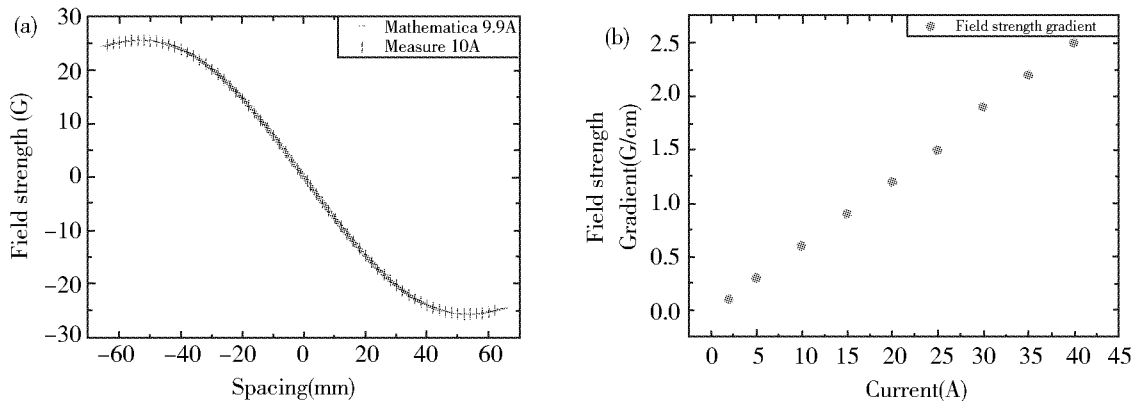 (a)
30
20
10
0
−10
−20
−30
Field strength (G)
Mathematica 9.9A
Measure 10A
−60 −40 −20 0 20 40 60
Spacing(mm)
(b)
2.5
2.0
1.5
1.0
0.5
0.0
Field strength
Gradient(G/cm)
Field strength gradient
0 5 10 15 20 25 30 35 40 45
Current(A)